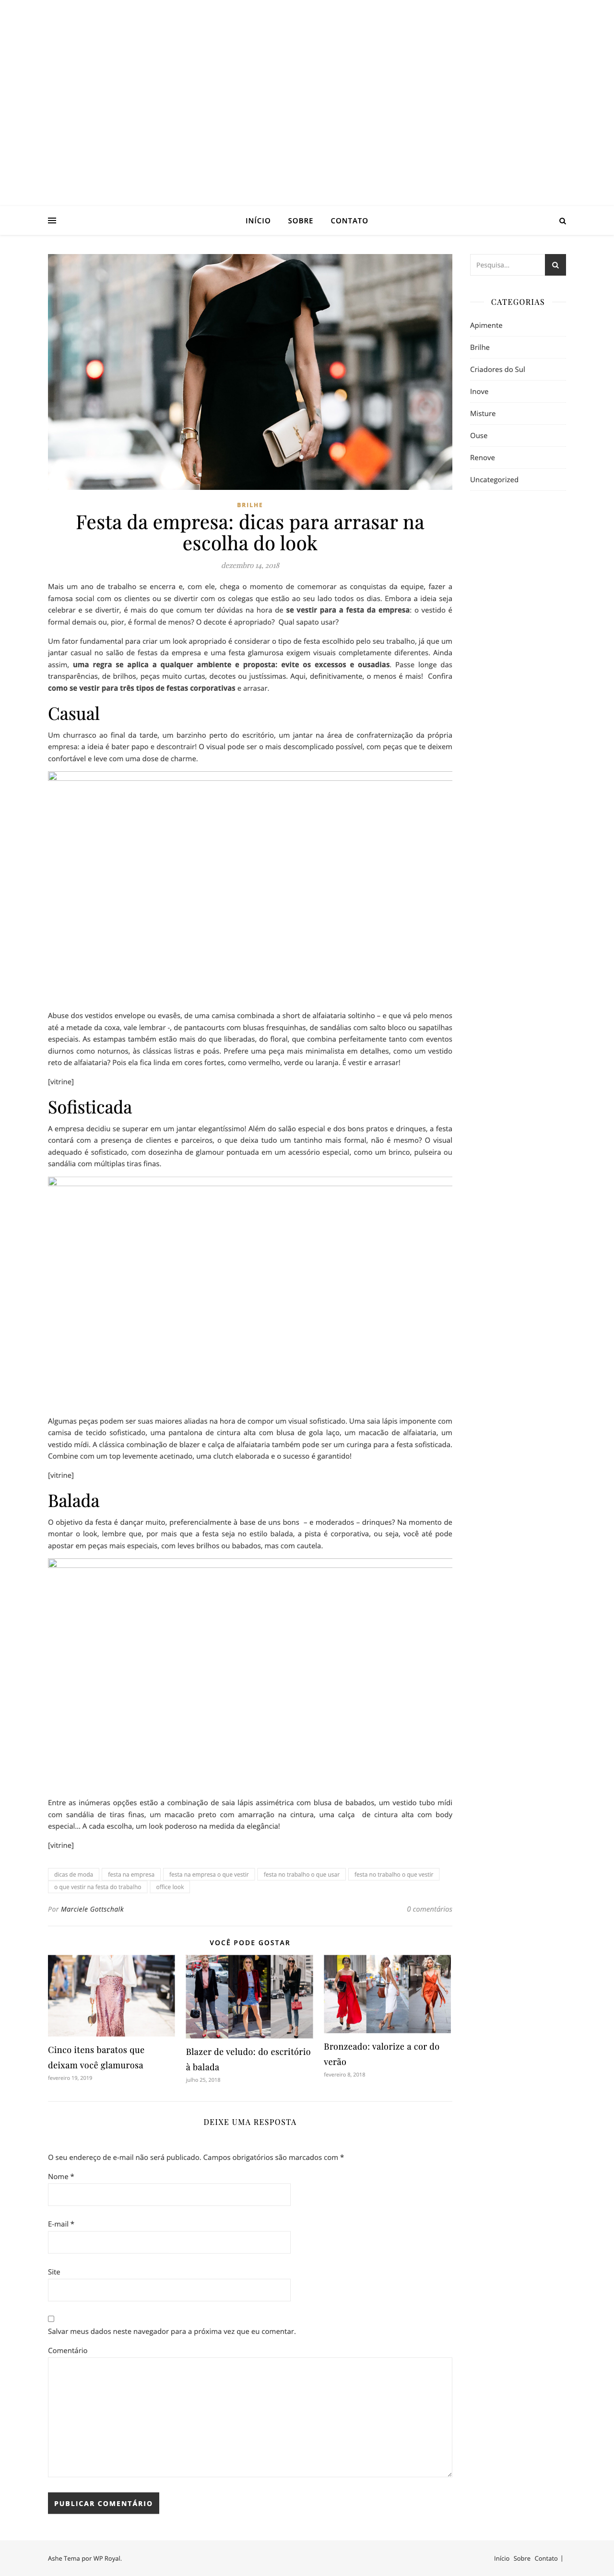 INÍCIO SOBRE CONTATO
BRILHE
Festa da empresa: dicas para arrasar na
escolha do look
dezembro 14, 2018
Mais um ano de trabalho se encerra e, com ele, chega o momento de comemorar as conquistas da equipe, fazer a
famosa social com os clientes ou se divertir com os colegas que estão ao seu lado todos os dias. Embora a ideia seja
celebrar e se divertir, é mais do que comum ter dúvidas na hora de se vestir para a festa da empresa: o vestido é
formal demais ou, pior, é formal de menos? O decote é apropriado? Qual sapato usar?
Um fator fundamental para criar um look apropriado é considerar o tipo de festa escolhido pelo seu trabalho, já que um
jantar casual no salão de festas da empresa e uma festa glamurosa exigem visuais completamente diferentes. Ainda
assim, uma regra se aplica a qualquer ambiente e proposta: evite os excessos e ousadias. Passe longe das
transparências, de brilhos, peças muito curtas, decotes ou justíssimas. Aqui, definitivamente, o menos é mais! Confira
como se vestir para três tipos de festas corporativas e arrasar.
Casual
Um churrasco ao final da tarde, um barzinho perto do escritório, um jantar na área de confraternização da própria
empresa: a ideia é bater papo e descontrair! O visual pode ser o mais descomplicado possível, com peças que te deixem
confortável e leve com uma dose de charme.
Abuse dos vestidos envelope ou evasês, de uma camisa combinada a short de alfaiataria soltinho – e que vá pelo menos
até a metade da coxa, vale lembrar -, de pantacourts com blusas fresquinhas, de sandálias com salto bloco ou sapatilhas
especiais. As estampas também estão mais do que liberadas, do floral, que combina perfeitamente tanto com eventos
diurnos como noturnos, às clássicas listras e poás. Prefere uma peça mais minimalista em detalhes, como um vestido
reto de alfaiataria? Pois ela fica linda em cores fortes, como vermelho, verde ou laranja. É vestir e arrasar!
[vitrine]
Sofisticada
A empresa decidiu se superar em um jantar elegantíssimo! Além do salão especial e dos bons pratos e drinques, a festa
contará com a presença de clientes e parceiros, o que deixa tudo um tantinho mais formal, não é mesmo? O visual
adequado é sofisticado, com dosezinha de glamour pontuada em um acessório especial, como um brinco, pulseira ou
sandália com múltiplas tiras finas.
Algumas peças podem ser suas maiores aliadas na hora de compor um visual sofisticado. Uma saia lápis imponente com
camisa de tecido sofisticado, uma pantalona de cintura alta com blusa de gola laço, um macacão de alfaiataria, um
vestido mídi. A clássica combinação de blazer e calça de alfaiataria também pode ser um curinga para a festa sofisticada.
Combine com um top levemente acetinado, uma clutch elaborada e o sucesso é garantido!
[vitrine]
Balada
O objetivo da festa é dançar muito, preferencialmente à base de uns bons – e moderados – drinques? Na momento de
montar o look, lembre que, por mais que a festa seja no estilo balada, a pista é corporativa, ou seja, você até pode
apostar em peças mais especiais, com leves brilhos ou babados, mas com cautela.
Entre as inúmeras opções estão a combinação de saia lápis assimétrica com blusa de babados, um vestido tubo mídi
com sandália de tiras finas, um macacão preto com amarração na cintura, uma calça de cintura alta com body
especial… A cada escolha, um look poderoso na medida da elegância!
[vitrine]
dicas de moda festa na empresa festa na empresa o que vestir festa no trabalho o que usar festa no trabalho o que vestir
o que vestir na festa do trabalho office look
Por Marciele Gottschalk 0 comentários
VOCÊ PODE GOSTAR
Cinco itens baratos que
deixam você glamurosa
fevereiro 19, 2019
Blazer de veludo: do escritório
à balada
julho 25, 2018
Bronzeado: valorize a cor do
verão
fevereiro 8, 2018
DEIXE UMA RESPOSTA
O seu endereço de e-mail não será publicado. Campos obrigatórios são marcados com *
Nome *
E-mail *
Site
Salvar meus dados neste navegador para a próxima vez que eu comentar.
Comentário
PUBLICAR COMENTÁRIO
Pesquisa...
CATEGORIAS
Apimente
Brilhe
Criadores do Sul
Inove
Misture
Ouse
Renove
Uncategorized
Ashe Tema por WP Royal.
Início Sobre Contato |